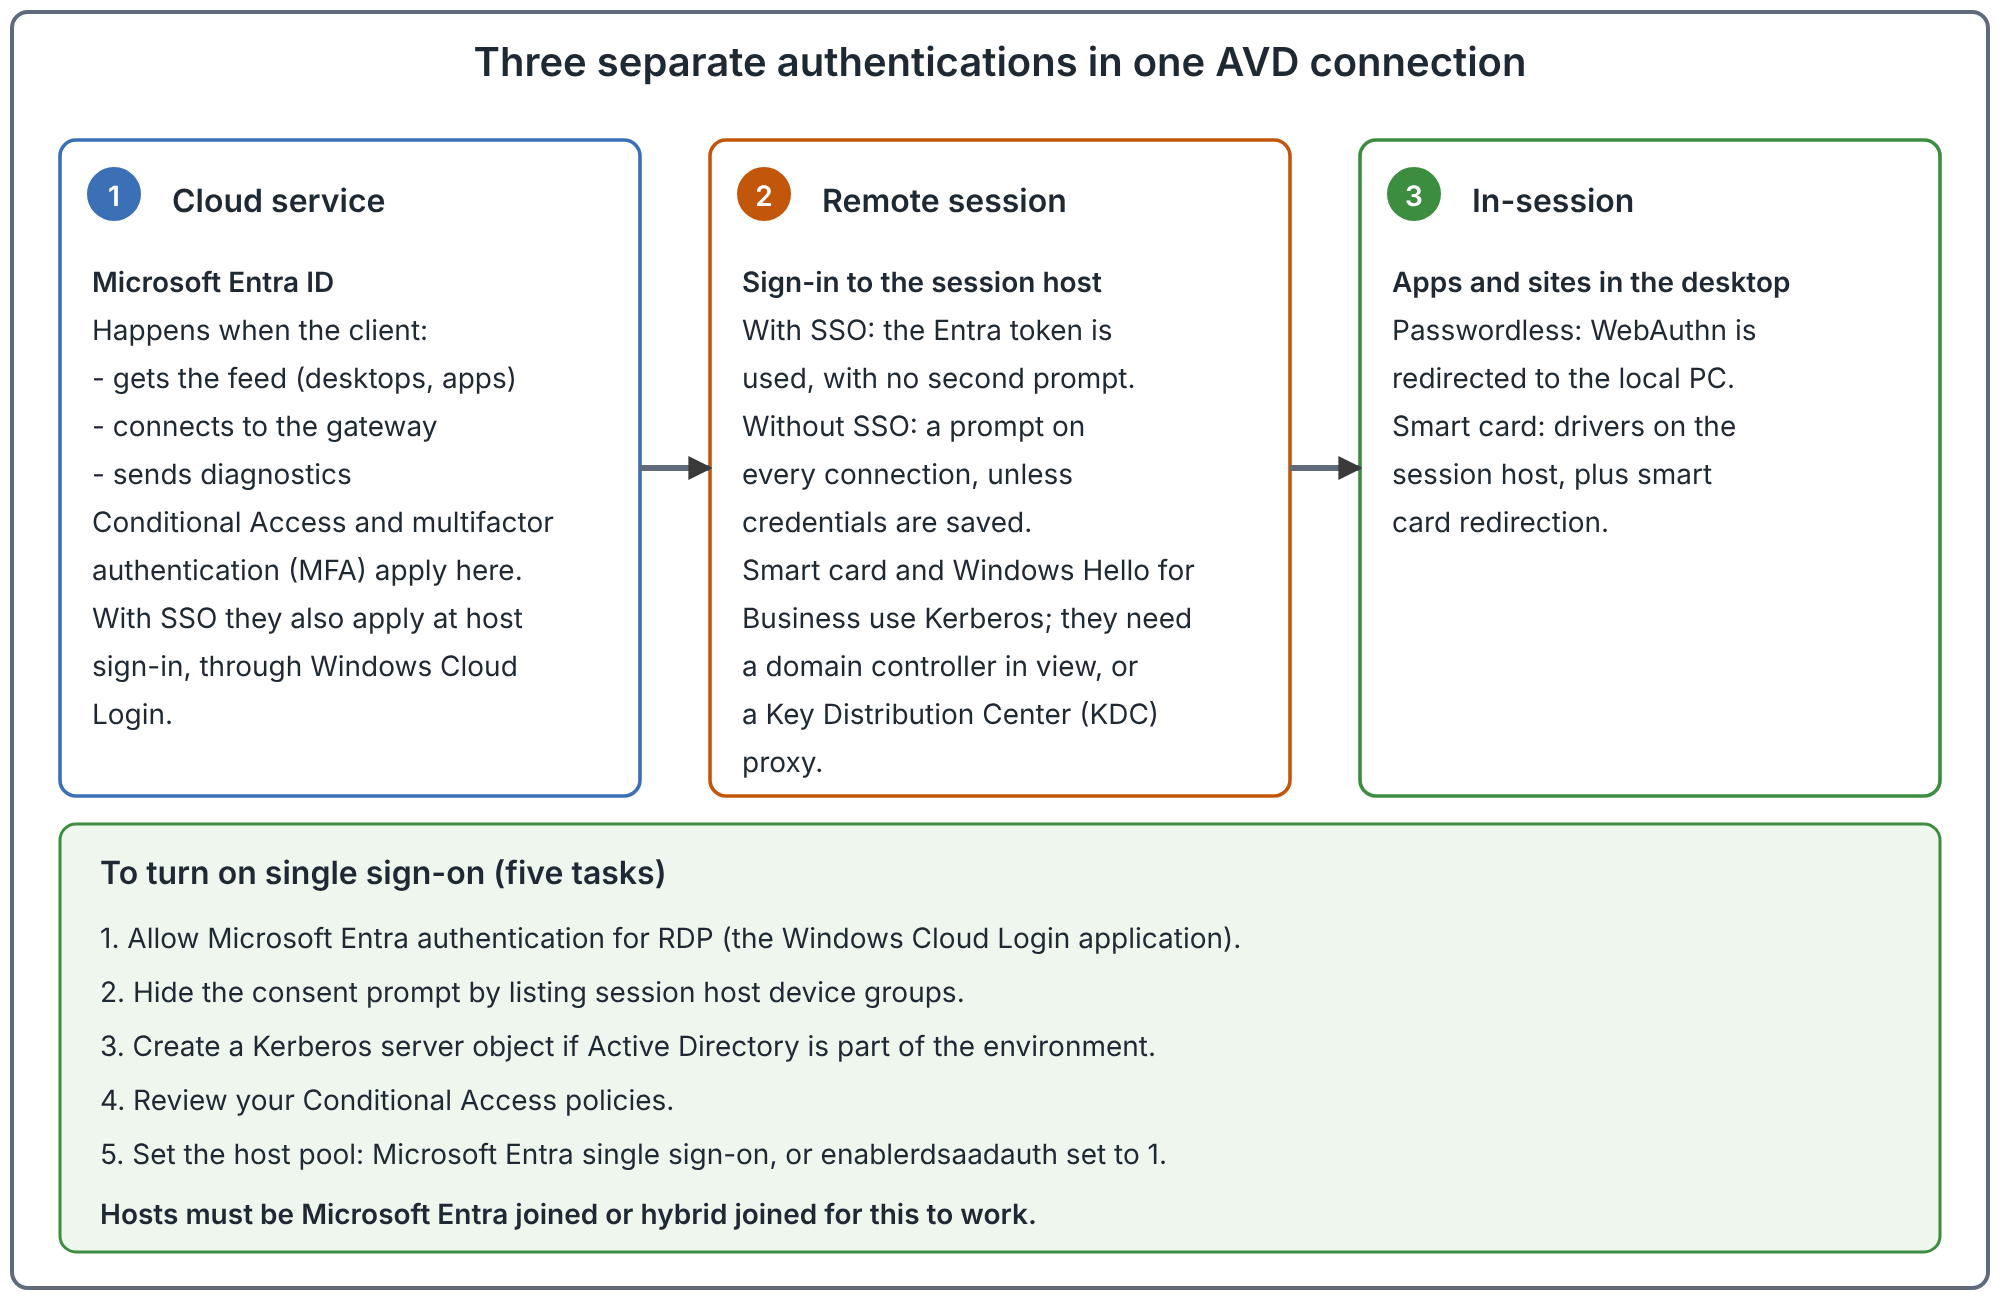 Three separate authentications in one AVD connection
1
Cloud service
Microsoft Entra ID
Happens when the client:
- gets the feed (desktops, apps)
- connects to the gateway
- sends diagnostics
Conditional Access and multifactor
authentication (MFA) apply here.
With SSO they also apply at host
sign-in, through Windows Cloud
Login.
2
Remote session
Sign-in to the session host
With SSO: the Entra token is
used, with no second prompt.
Without SSO: a prompt on
every connection, unless
credentials are saved.
Smart card and Windows Hello for
Business use Kerberos; they need
a domain controller in view, or
a Key Distribution Center (KDC)
proxy.
3
In-session
Apps and sites in the desktop
Passwordless: WebAuthn is
redirected to the local PC.
Smart card: drivers on the
session host, plus smart
card redirection.
To turn on single sign-on (five tasks)
1. Allow Microsoft Entra authentication for RDP (the Windows Cloud Login application).
2. Hide the consent prompt by listing session host device groups.
3. Create a Kerberos server object if Active Directory is part of the environment.
4. Review your Conditional Access policies.
5. Set the host pool: Microsoft Entra single sign-on, or enablerdsaadauth set to 1.
Hosts must be Microsoft Entra joined or hybrid joined for this to work.